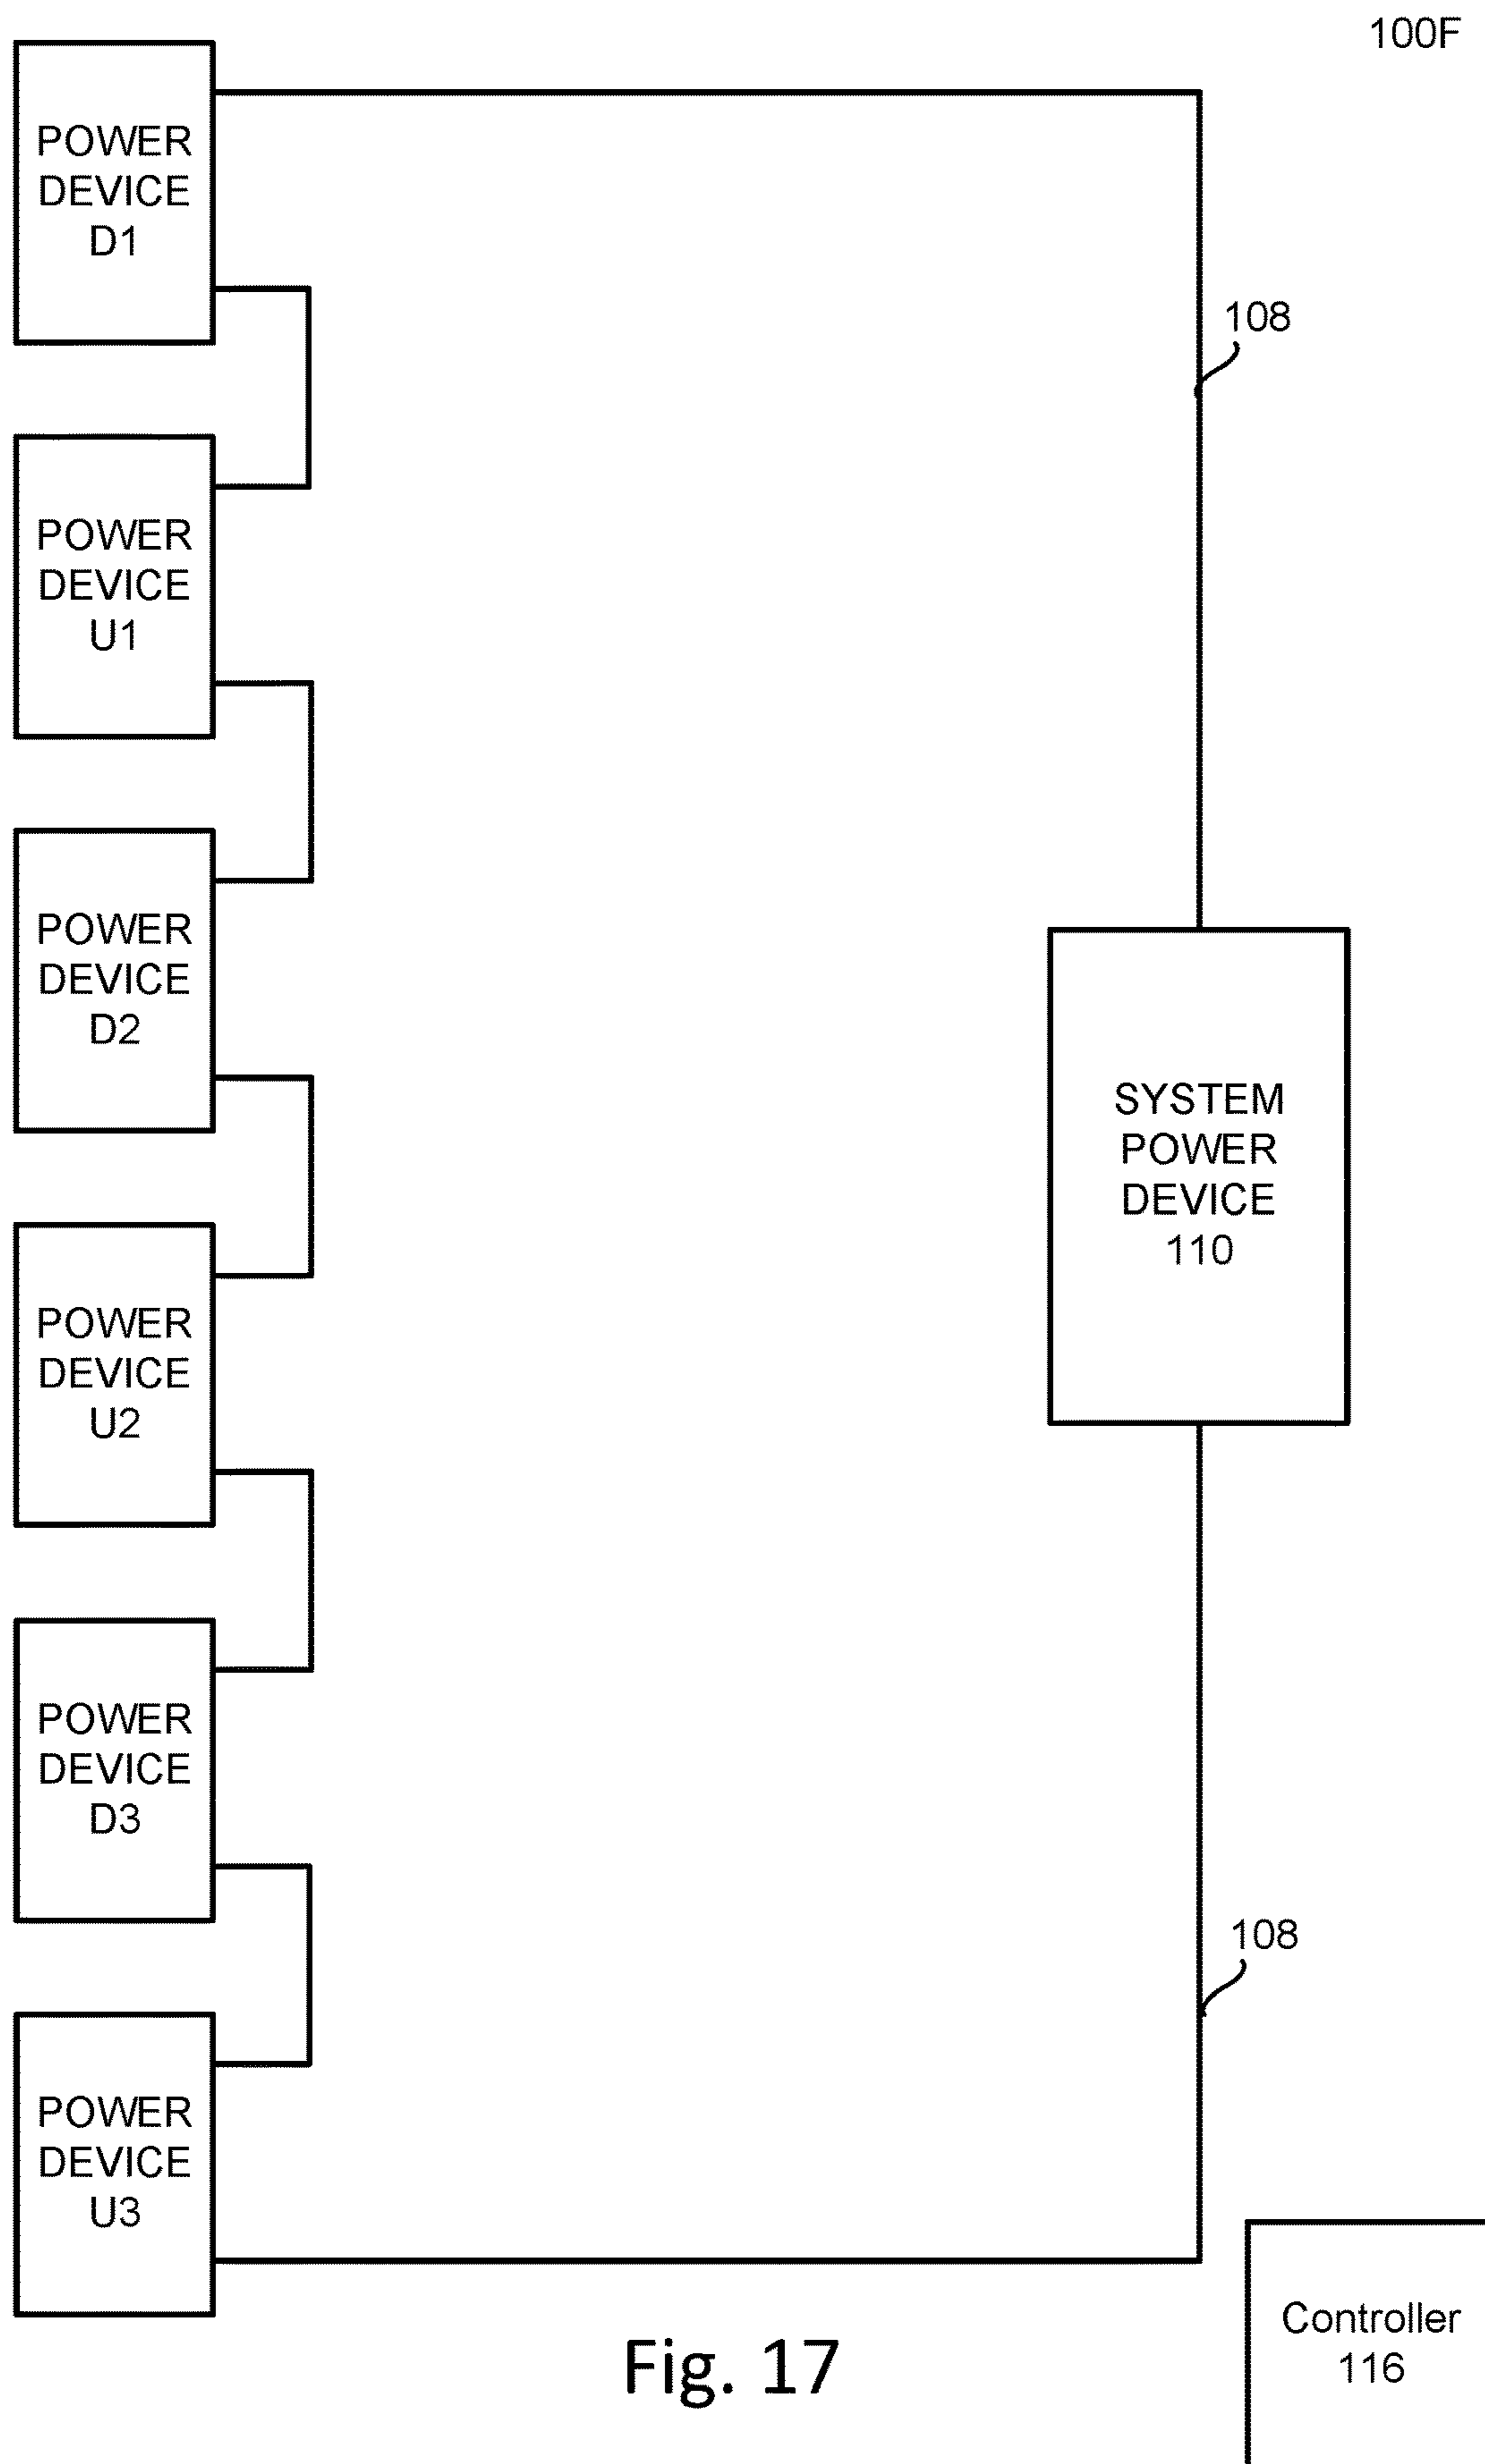 100F
POWER
DEVICE
D1
108
POWER
DEVICE
U1
POWER
DEVICE
D2
SYSTEM
POWER
DEVICE
110
POWER
DEVICE
U2
POWER
DEVICE
D3
108
POWER
DEVICE
U3
Controller
116
Fig. 17